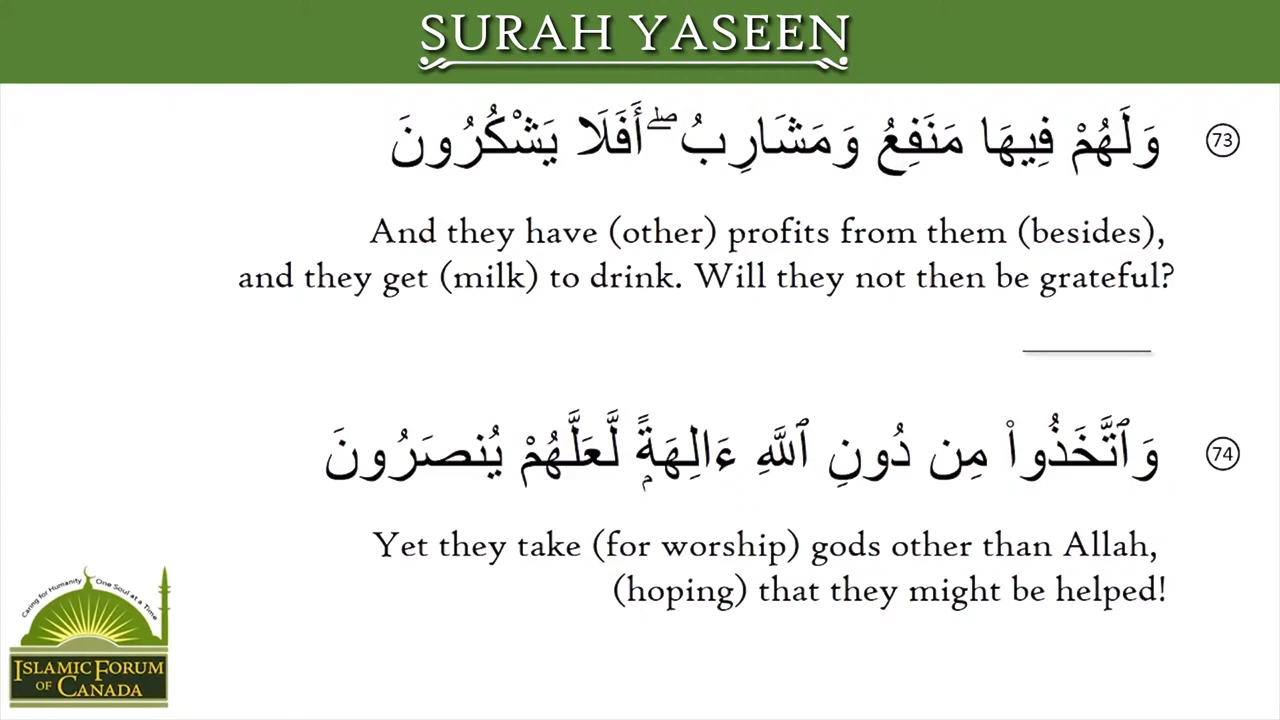 SURAH YASEEN
وَلَهُمْ فِيهَا مَنَفِعُ وَمَشَارِبُ ۖ أَفَلَا يَشْكُرُونَ
73
And they have (other) profits from them (besides),
and they get (milk) to drink. Will they not then be grateful?
وَٱتَّخَذُوا۟ مِن دُونِ ٱللَّهِ ءَالِهَةًۭ لَّعَلَّهُمْ يُنصَرُونَ
74
Yet they take (for worship) gods other than Allah,
(hoping) that they might be helped!
Caring for Humanity One Soul at a Time
ISLAMIC FORUM
OF CANADA